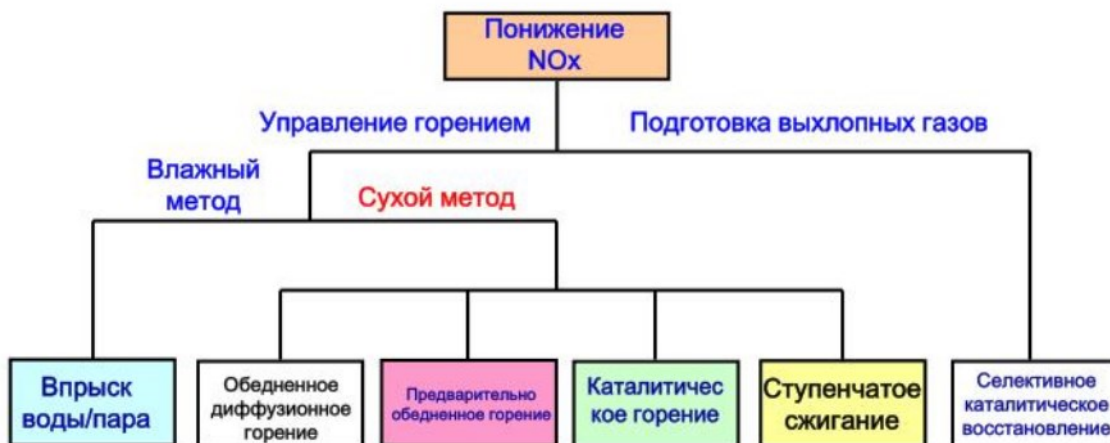 Понижение
NOx
Управление горением
Подготовка выхлопных газов
Влажный
метод
Сухой метод
Впрыск
воды/пара
Обедненное
диффузионное
горение
Предварительно
обедненное горение
Каталитичес
кое горение
Ступенчатое
сжигание
Селективное
каталитическое
восстановление